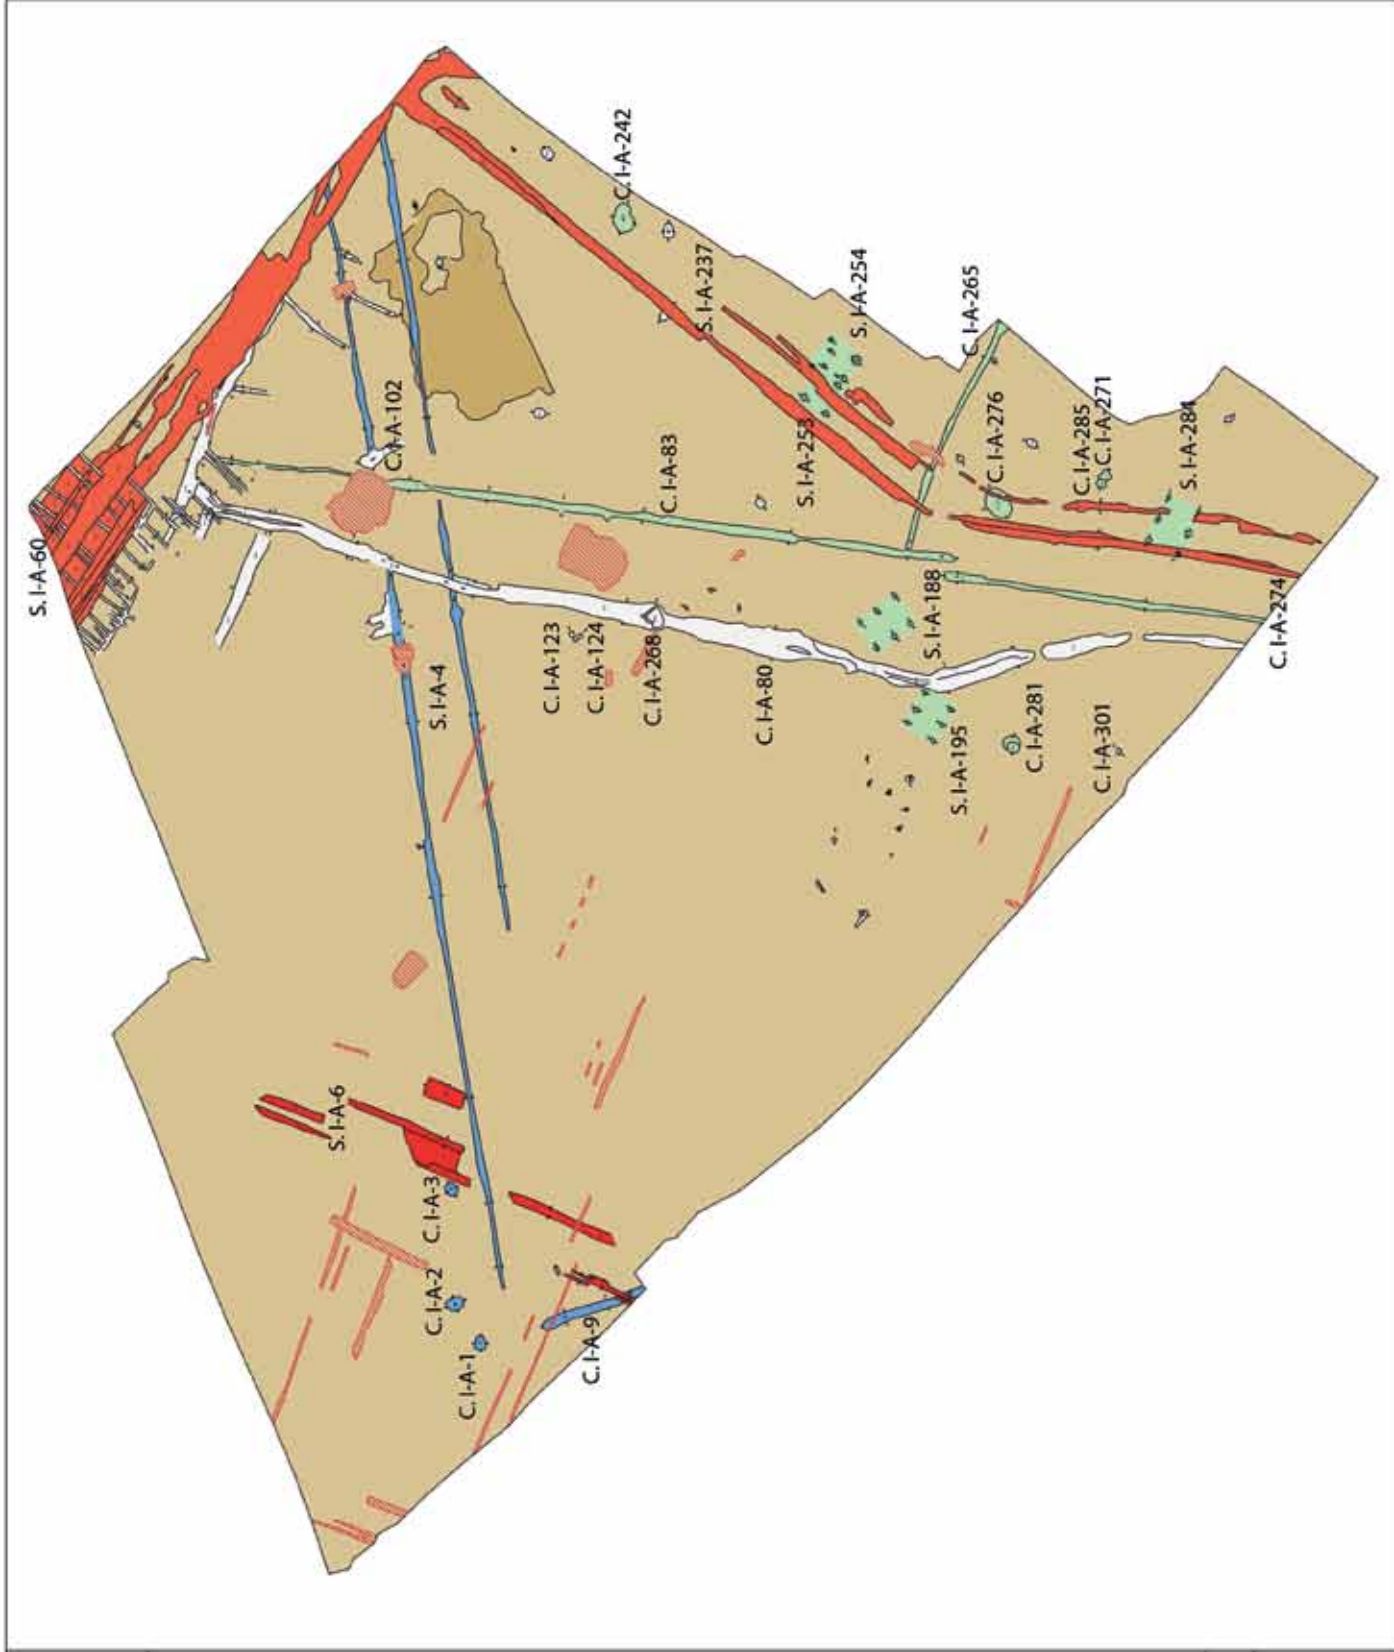 S. I-A-60
C. I-A-242
S. I-A-237
S. I-A-254
C. I-A-265
C. I-A-102
C. I-A-83
S. I-A-253
C. I-A-276
C. I-A-285
C. I-A-271
S. I-A-284
S. I-A-4
C. I-A-123
C. I-A-124
C. I-A-268
C. I-A-80
S. I-A-188
C. I-A-274
S. I-A-195
C. I-A-281
C. I-A-301
S. I-A-6
C. I-A-3
C. I-A-2
C. I-A-1
C. I-A-9